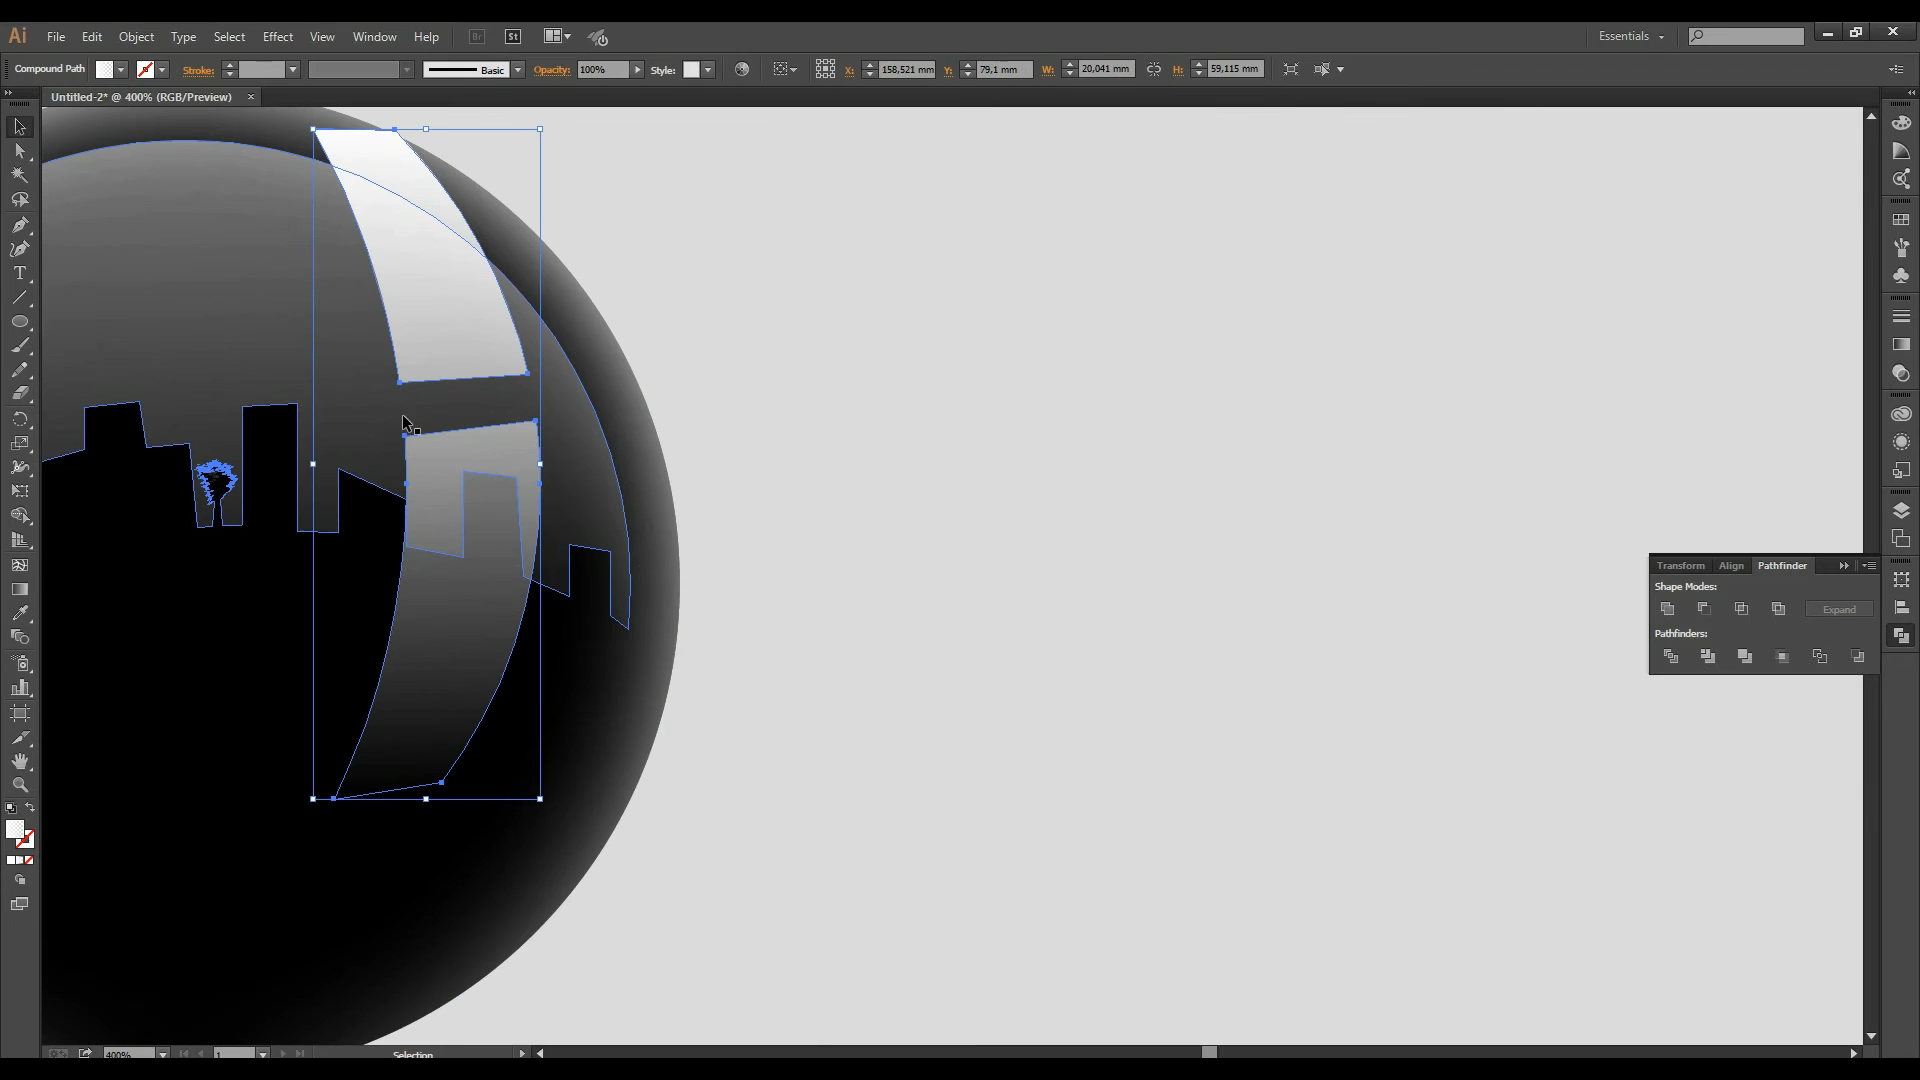 Ai File Edit Object Type Select Effect View Window Help Br St Essentials
Compound Path Stroke: Basic Opacity: 100% Style: X: 158,521 mm Y: 79,1 mm W: 20,041 mm H: 59,115 mm
Untitled-2* @ 400% (RGB/Preview) ×
T
Transform Align Pathfinder
Shape Modes:
Expand
Pathfinders:
400% 1 Selection